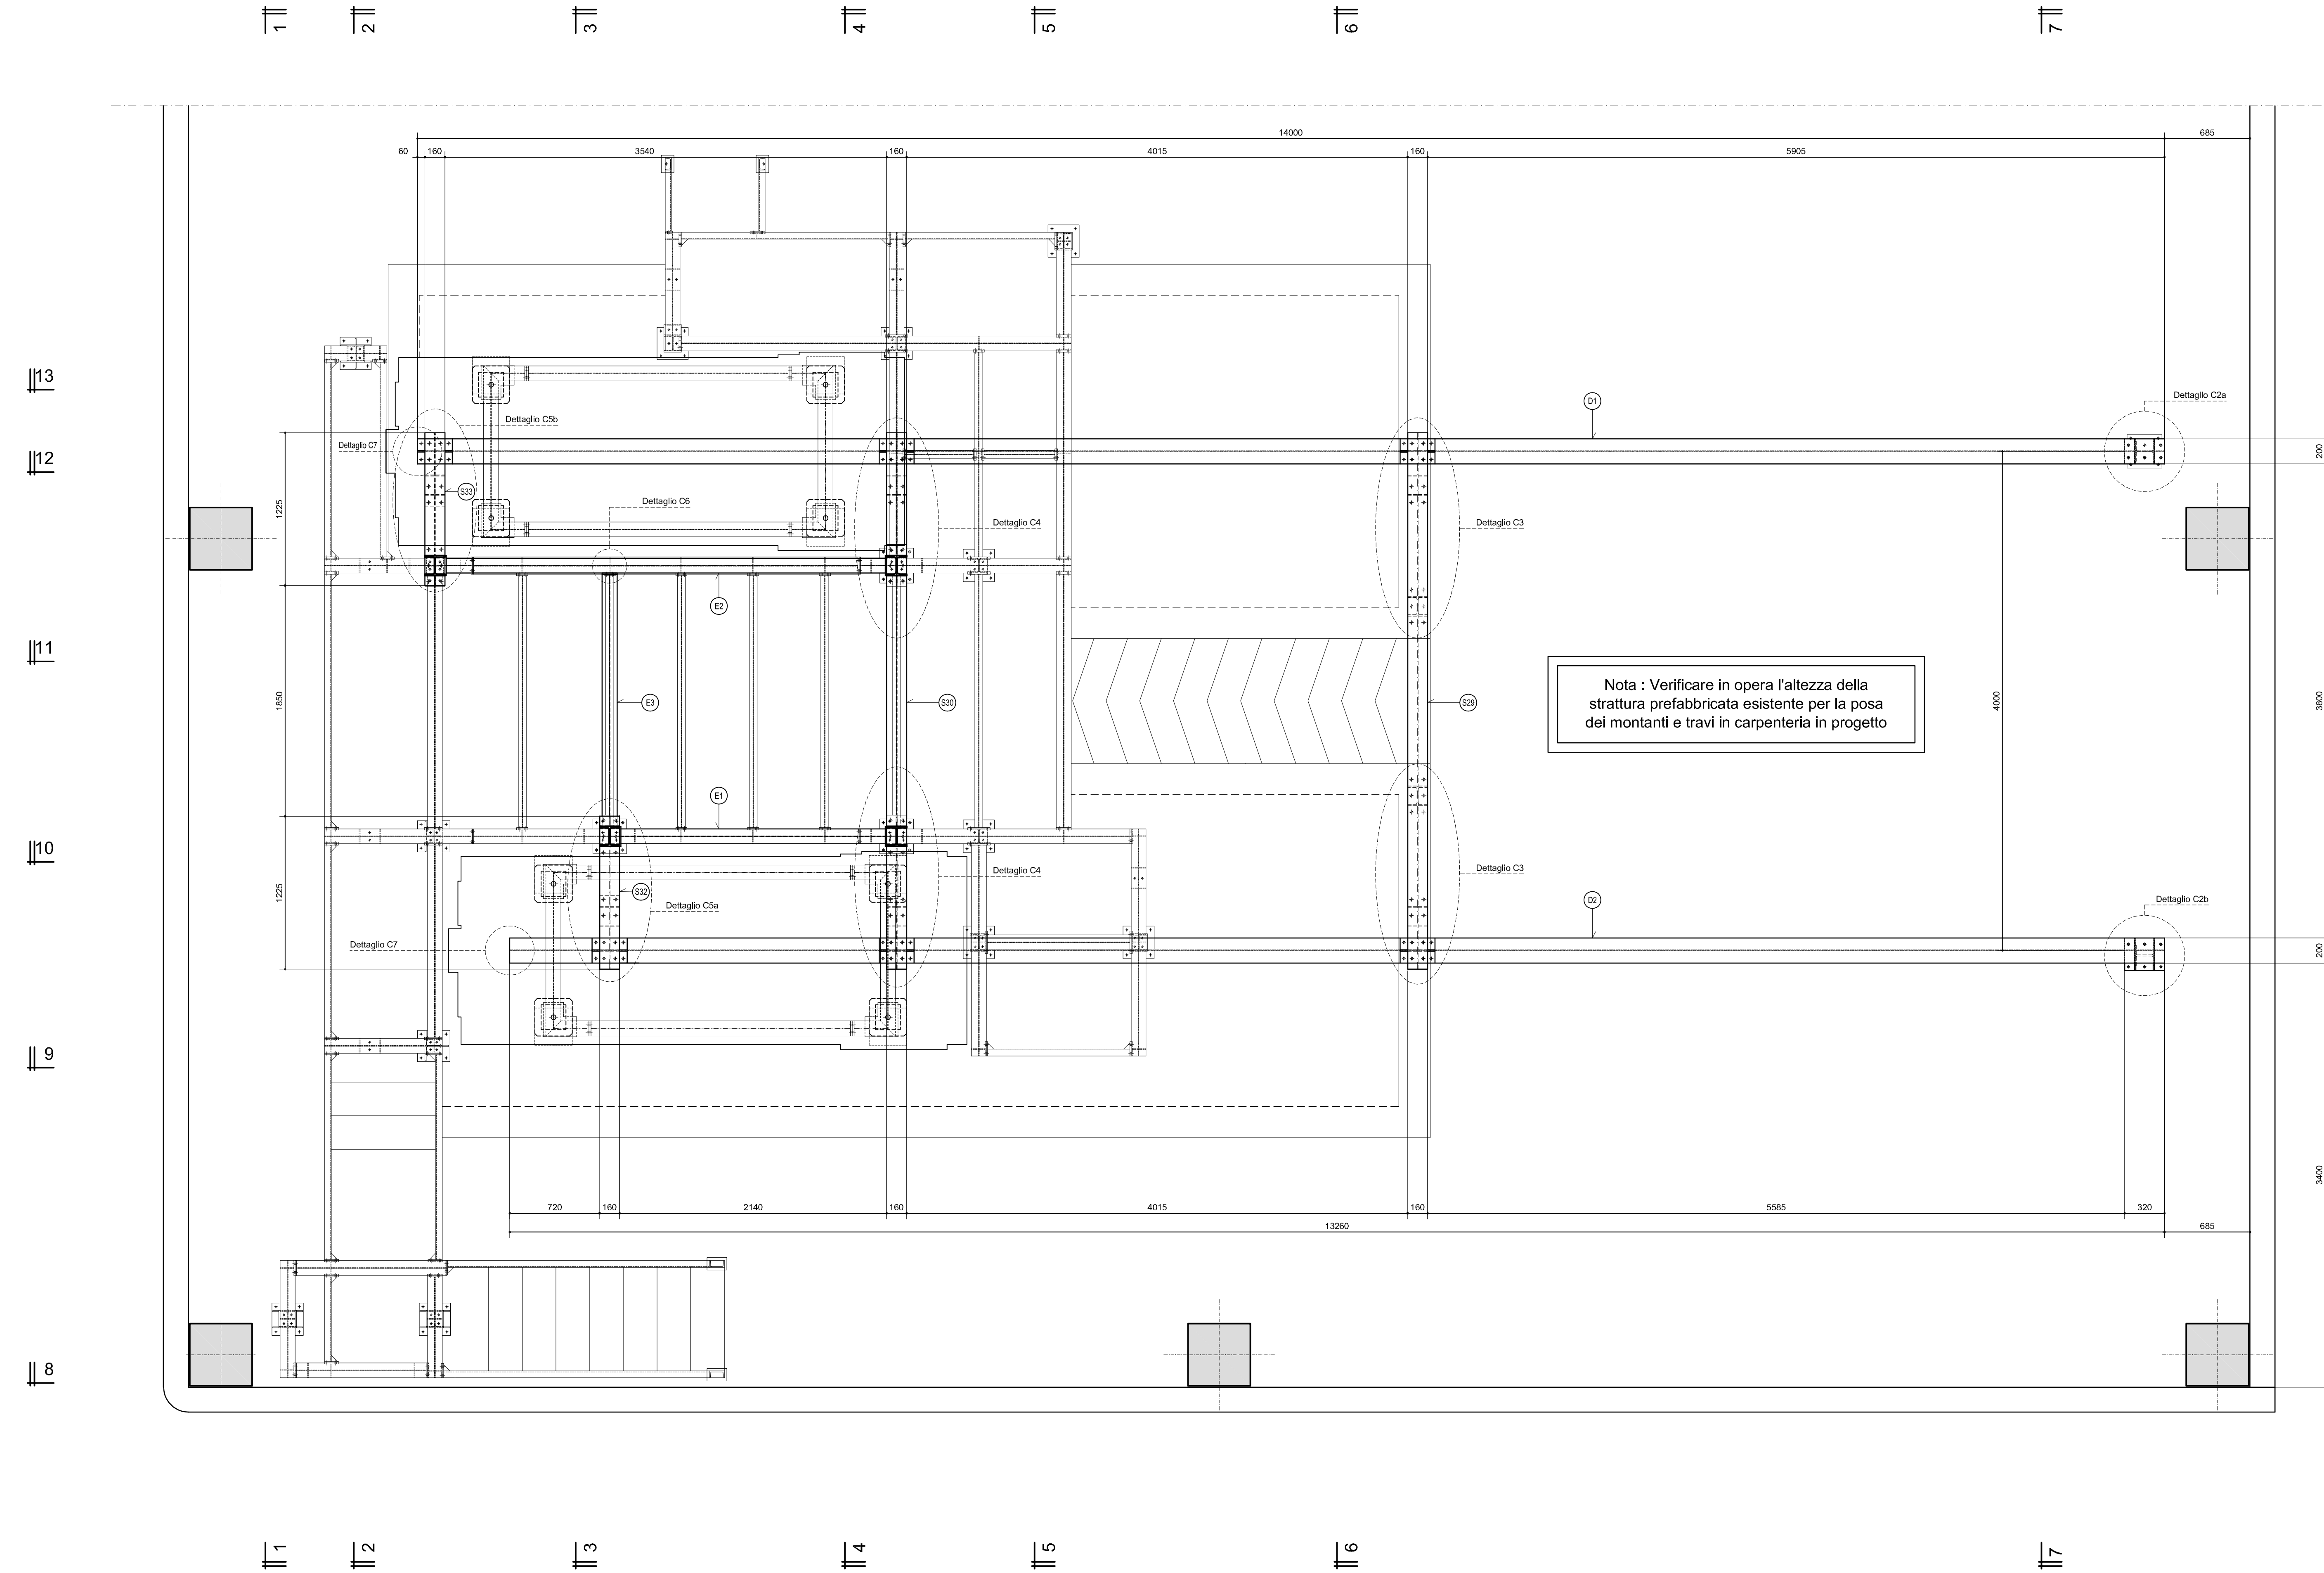 1 2 3 4 5 6 7
14000 685
60 160 3540 160 4015 160 5905
13
Dettaglio C2a
D1
Dettaglio C5b
Dettaglio C7
12
200
S33
Dettaglio C6
1225
Dettaglio C4
Dettaglio C3
E2
11
Nota : Verificare in opera l'altezza della
strattura prefabbricata esistente per la posa
dei montanti e travi in carpenteria in progetto
1850
E3
S30
S29
4000
3800
E1
10
Dettaglio C4
Dettaglio C3
1225
S32
Dettaglio C5a
D2
Dettaglio C2b
Dettaglio C7
200
9
3400
720 160 2140 160 4015 160 5585 320
13260 685
8
1 2 3 4 5 6 7